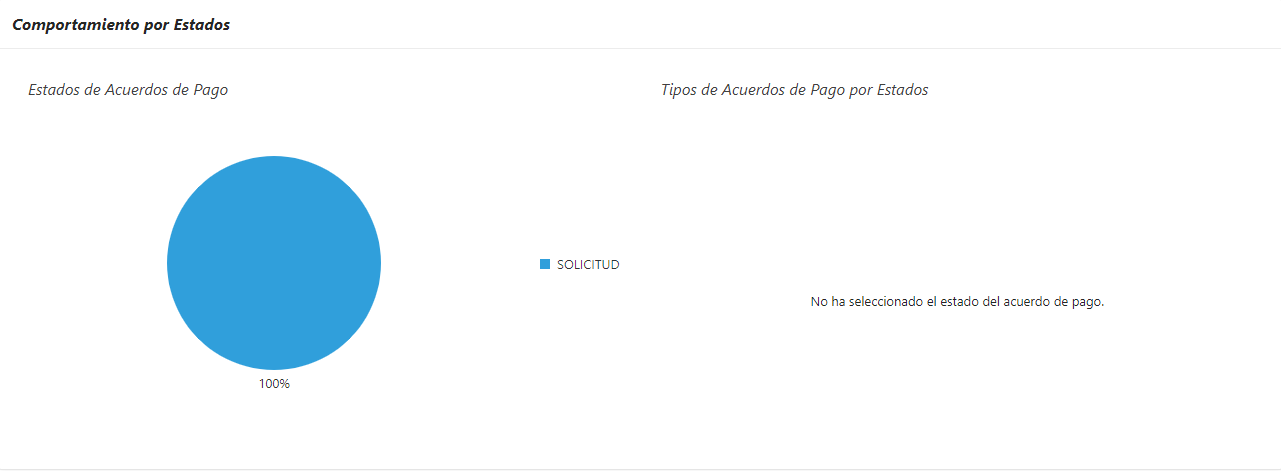 Comportamiento por Estados
Estados de Acuerdos de Pago
Tipos de Acuerdos de Pago por Estados
SOLICITUD
No ha seleccionado el estado del acuerdo de pago.
100%